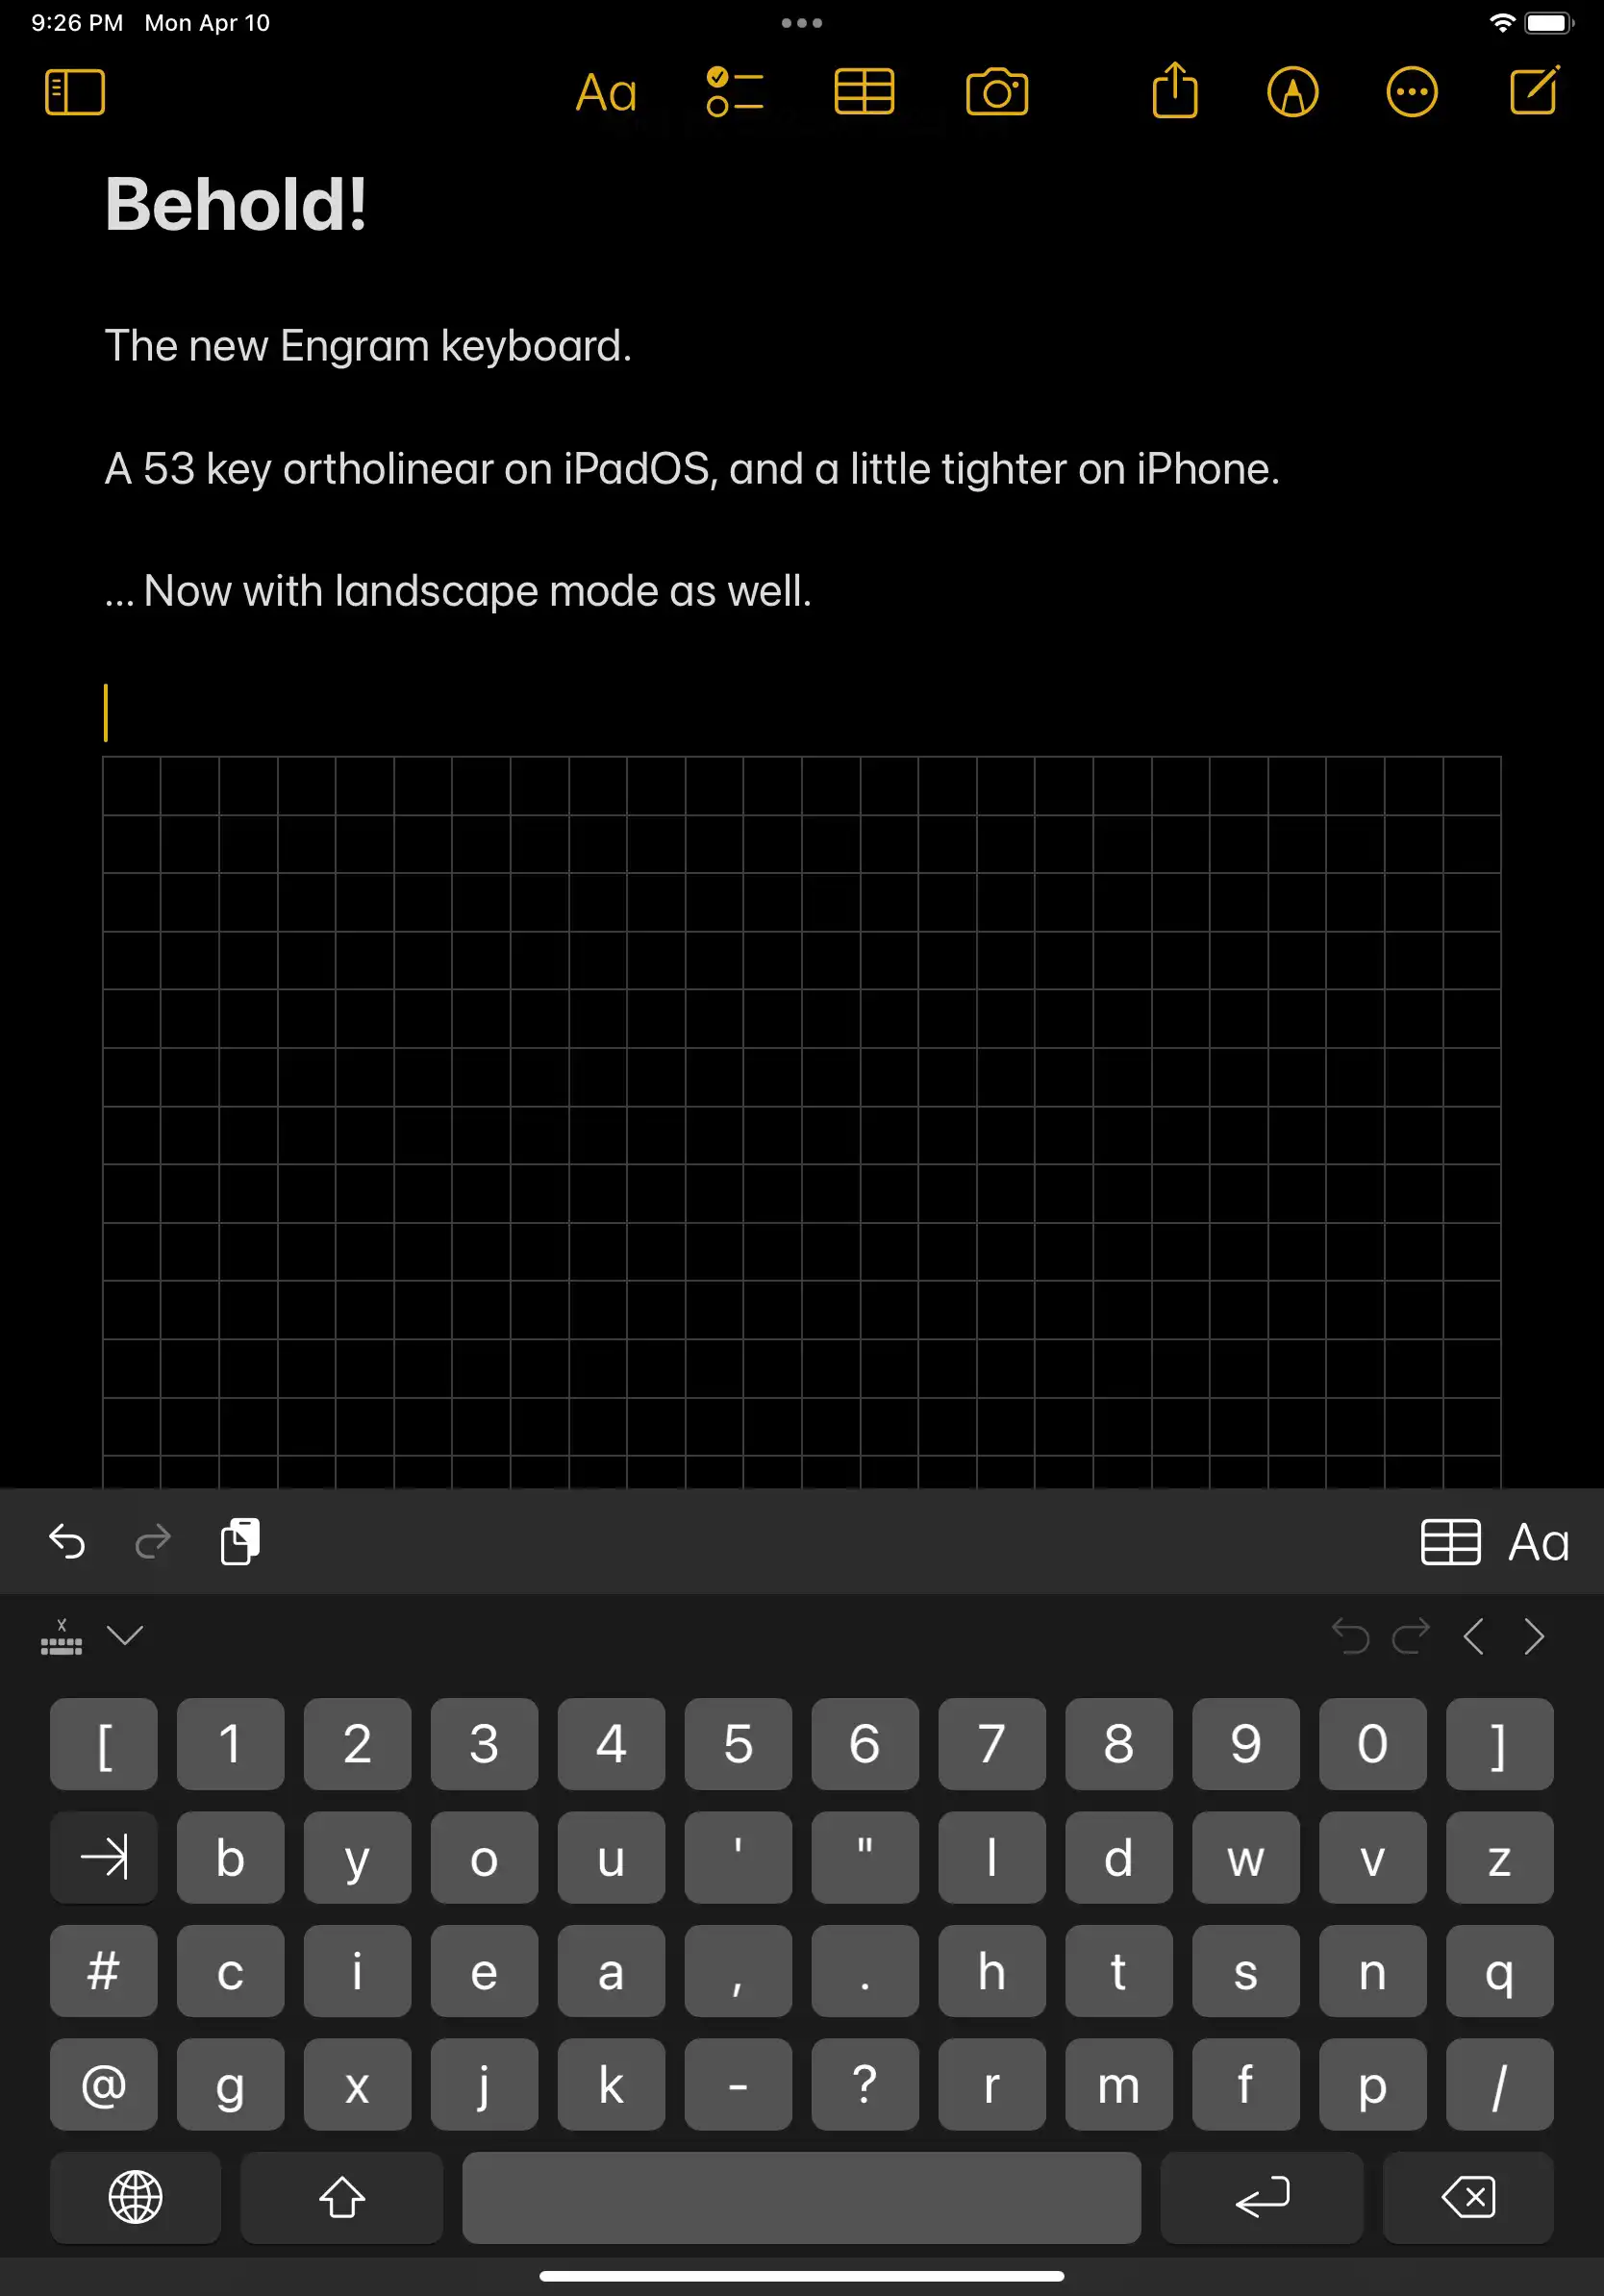 9:26 PM Mon Apr 10
Aa
Behold!
The new Engram keyboard.
A 53 key ortholinear on iPadOS, and a little tighter on iPhone.
... Now with landscape mode as well.
Aa
[ 1 2 3 4 5 6 7 8 9 0 ]
b y o u ' " l d w v z
# c i e a , . h t s n q
@ g x j k - ? r m f p /